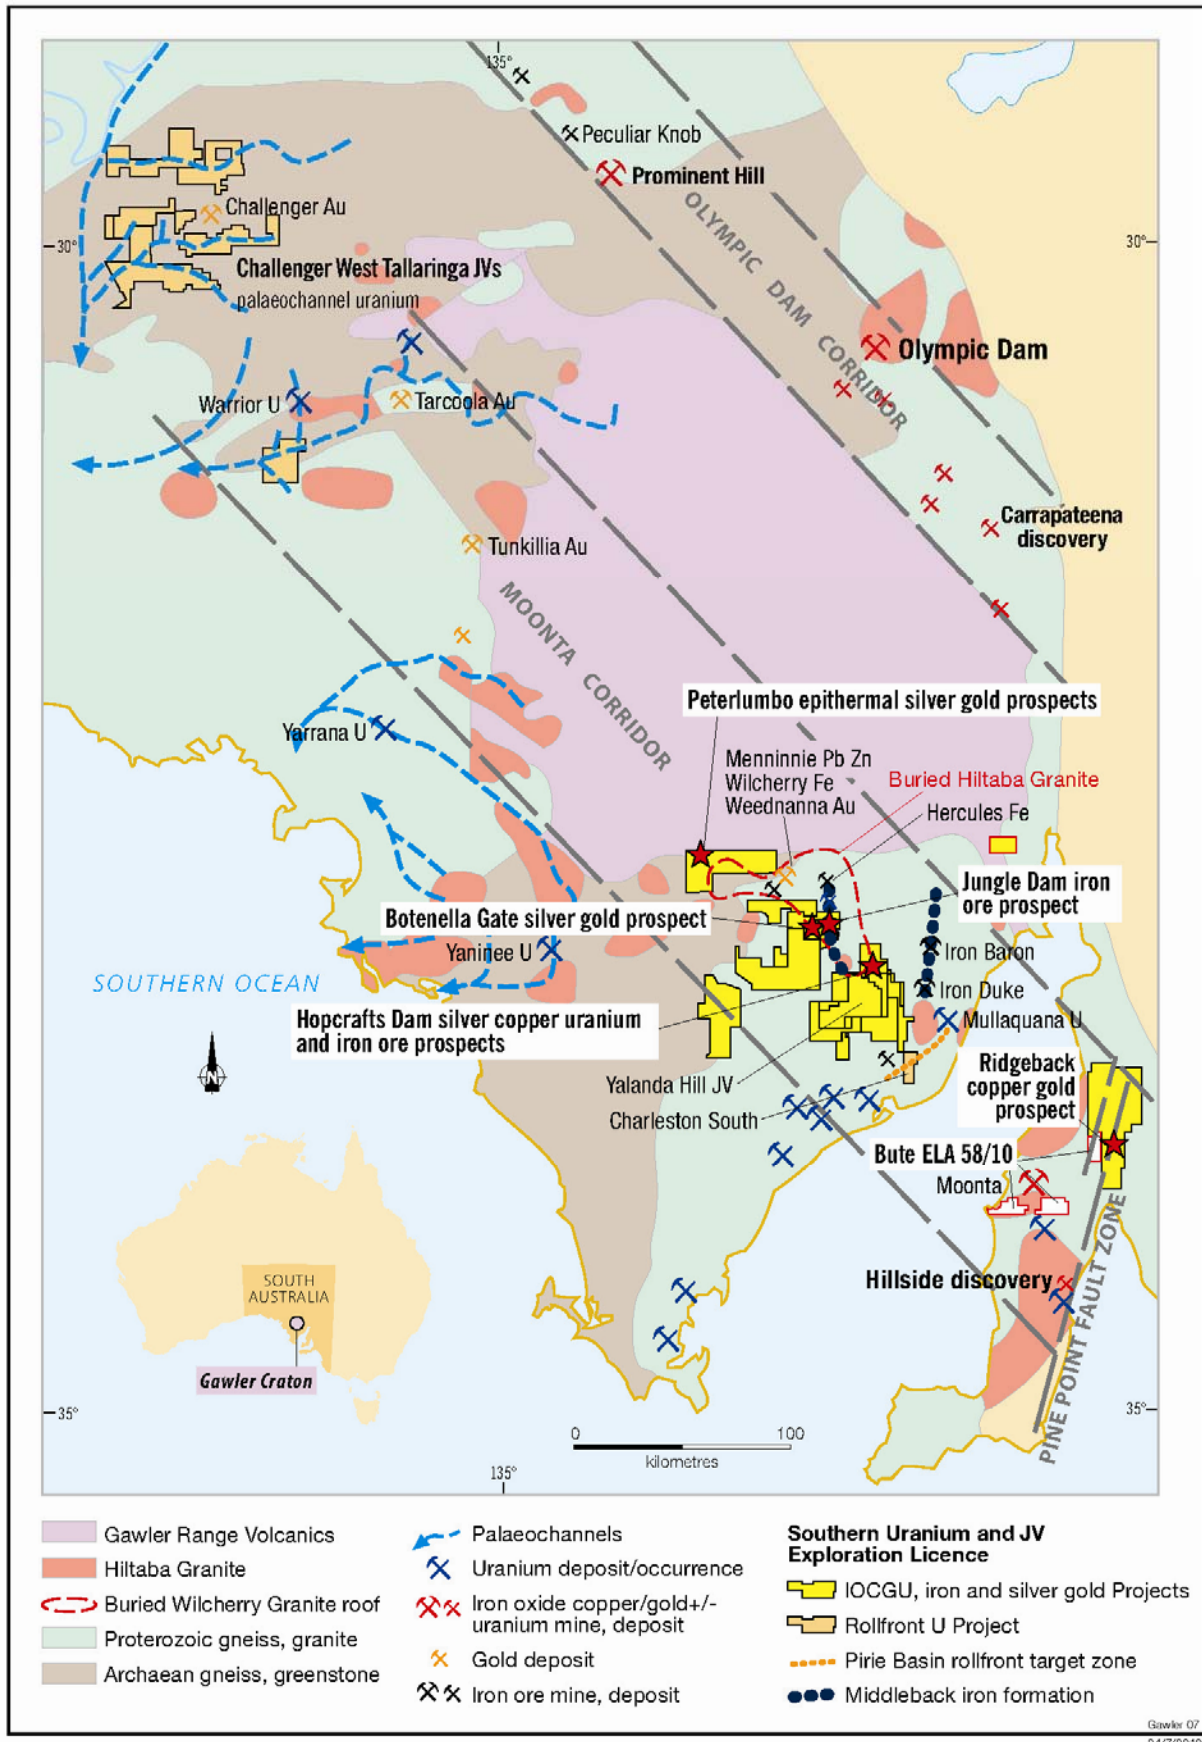 135°
Peculiar Knob
Prominent Hill
OLYMPIC DAM CORRIDOR
Challenger Au
30°
30°
Challenger West Tallaringa JVs
palaeochannel uranium
Olympic Dam
Warrior U
Tarcoola Au
Carrapateena
discovery
Tunkillia Au
MOONTA CORRIDOR
Peterlumbo epithermal silver gold prospects
Yarrana U
Menninnie Pb Zn
Wilcherry Fe
Weednanna Au
Buried Hiltaba Granite
Hercules Fe
Jungle Dam iron
ore prospect
Botenella Gate silver gold prospect
Yaninee U
Iron Baron
SOUTHERN OCEAN
Iron Duke
Hopcrafts Dam silver copper uranium
and iron ore prospects
Mullaquana U
N
Ridgeback
copper gold
prospect
Yalanda Hill JV
Charleston South
Bute ELA 58/10
Moonta
PINE POINT FAULT ZONE
Hillside discovery
SOUTH
AUSTRALIA
Gawler Craton
35°
35°
0 100
kilometres
135°
Gawler Range Volcanics
Hiltaba Granite
Buried Wilcherry Granite roof
Proterozoic gneiss, granite
Archaean gneiss, greenstone
Palaeochannels
Uranium deposit/occurrence
Iron oxide copper/gold+/-
uranium mine, deposit
Gold deposit
Iron ore mine, deposit
Southern Uranium and JV
Exploration Licence
IOCGU, iron and silver gold Projects
Rollfront U Project
Pirie Basin rollfront target zone
Middleback iron formation
Gawler 07